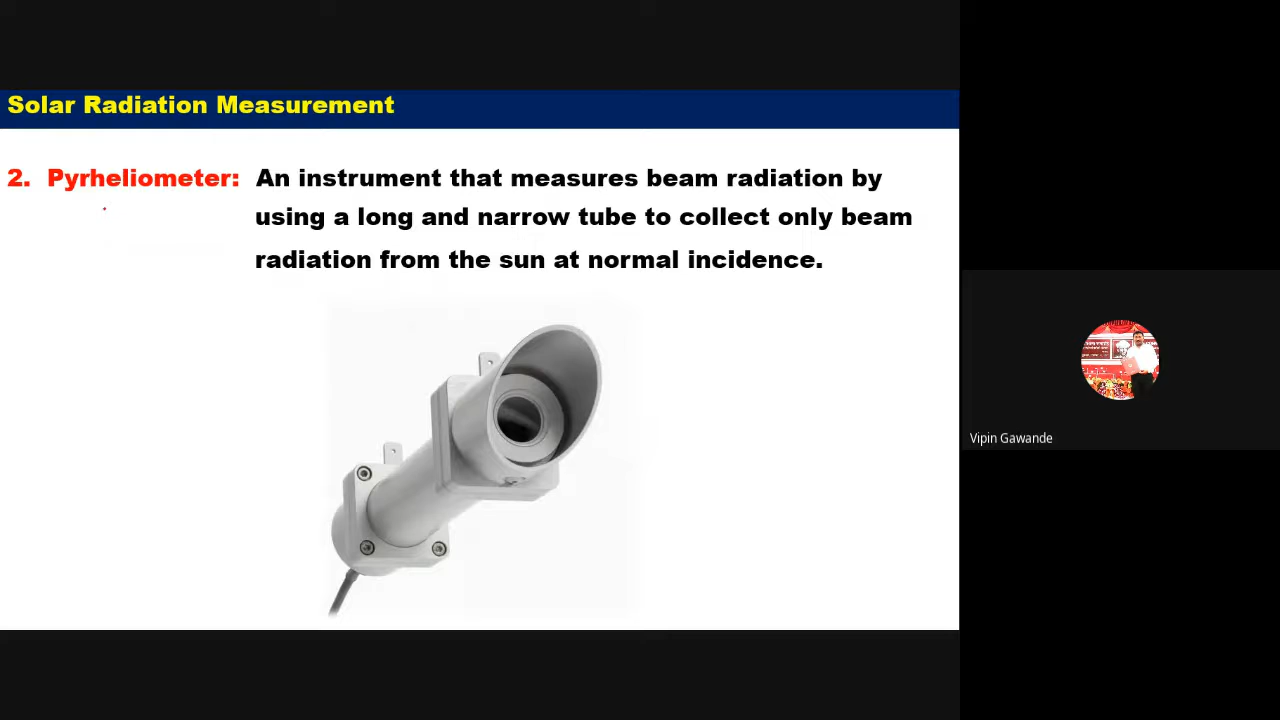 Solar Radiation Measurement
2. Pyrheliometer: An instrument that measures beam radiation by
using a long and narrow tube to collect only beam
radiation from the sun at normal incidence.
Vipin Gawande